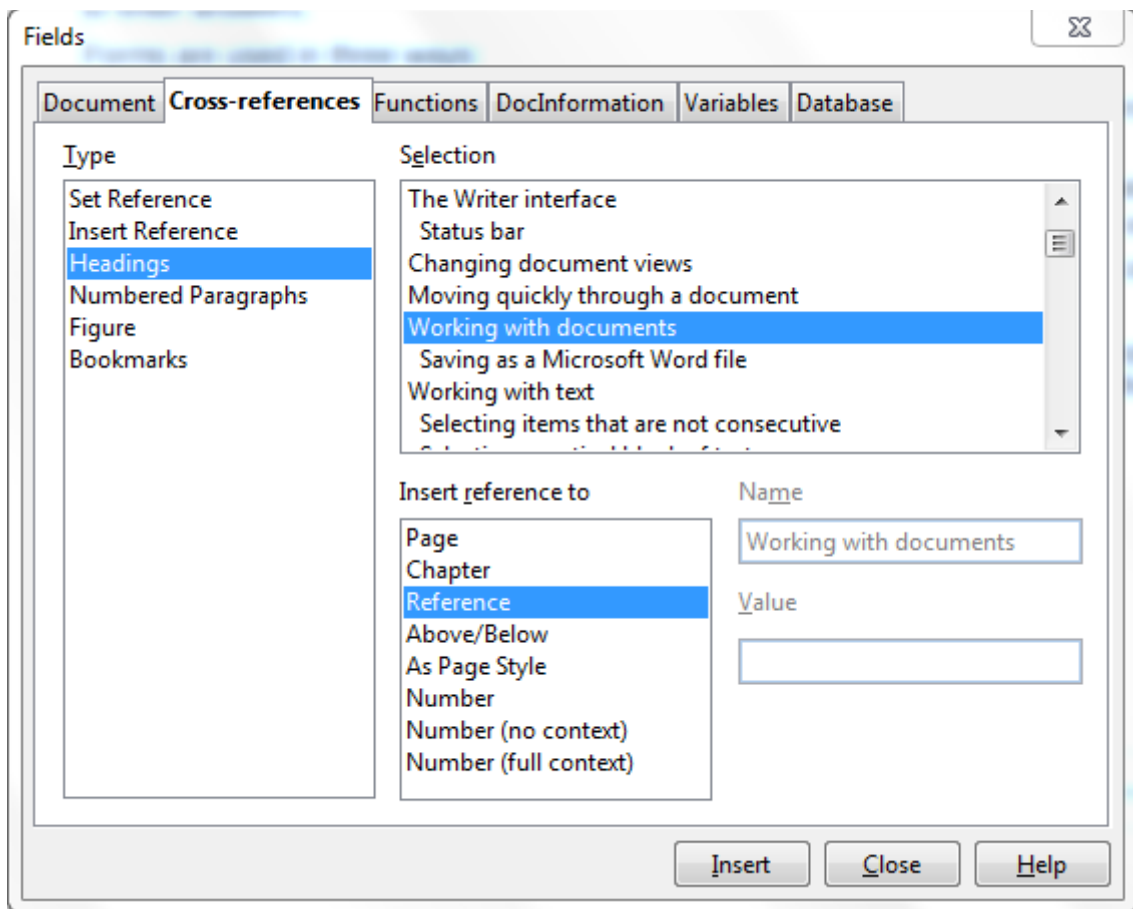 Fields
Document Cross-references Functions DocInformation Variables Database
Type
Set Reference
Insert Reference
Headings
Numbered Paragraphs
Figure
Bookmarks
Selection
The Writer interface
Status bar
Changing document views
Moving quickly through a document
Working with documents
Saving as a Microsoft Word file
Working with text
Selecting items that are not consecutive
Insert reference to
Page
Chapter
Reference
Above/Below
As Page Style
Number
Number (no context)
Number (full context)
Name
Working with documents
Value
Insert Close Help